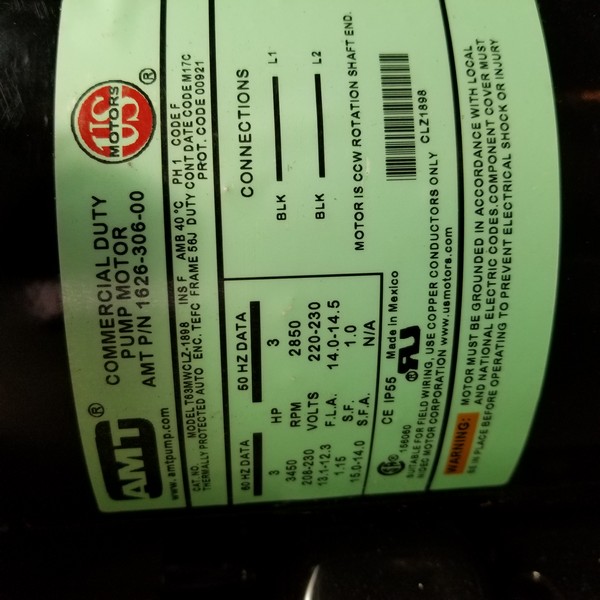 AMT®
www.amtpump.com
COMMERCIAL DUTY
PUMP MOTOR
AMT P/N 1626-306-00
US
MOTORS
®
CAT. NO. MODEL T63MWCLZ-1898 INS F AMB 40°C PH 1 CODE F
THERMALLY PROTECTED AUTO ENC. TEFC FRAME 56J DUTY CONT DATE CODE M17C
PROT. CODE 00921
60 HZ DATA 50 HZ DATA
3 HP 3
3450 RPM 2850
208-230 VOLTS 220-230
13.1-12.3 F.L.A. 14.0-14.5
1.15 S.F. 1.0
15.0-14.0 S.F.A. N/A
CONNECTIONS
BLK L1
BLK L2
MOTOR IS CCW ROTATION SHAFT END.
CE IP55 Made in Mexico
156060
CLZ1898
SUITABLE FOR FIELD WIRING, USE COPPER CONDUCTORS ONLY
NIDEC MOTOR CORPORATION www.usmotors.com
WARNING: MOTOR MUST BE GROUNDED IN ACCORDANCE WITH LOCAL
AND NATIONAL ELECTRIC CODES.COMPONENT COVER MUST
BE IN PLACE BEFORE OPERATING TO PREVENT ELECTRICAL SHOCK OR INJURY